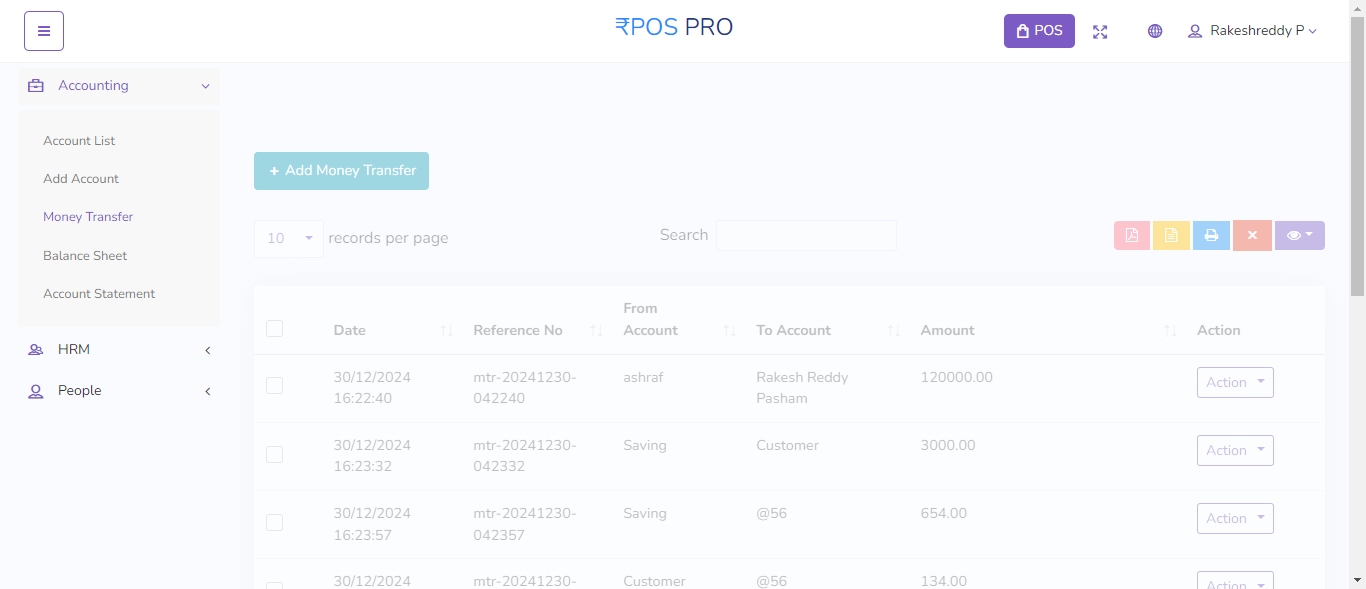 ₹POS PRO
POS
Rakeshreddy P
Accounting
Account List
Add Account
Money Transfer
Balance Sheet
Account Statement
HRM
People
+ Add Money Transfer
10 records per page
Search
Date
Reference No
From
Account
To Account
Amount
Action
30/12/2024
16:22:40
mtr-20241230-
042240
ashraf
Rakesh Reddy
Pasham
120000.00
Action
30/12/2024
16:23:32
mtr-20241230-
042332
Saving
Customer
3000.00
Action
30/12/2024
16:23:57
mtr-20241230-
042357
Saving
@56
654.00
Action
30/12/2024
mtr-20241230-
Customer
@56
134.00
Action